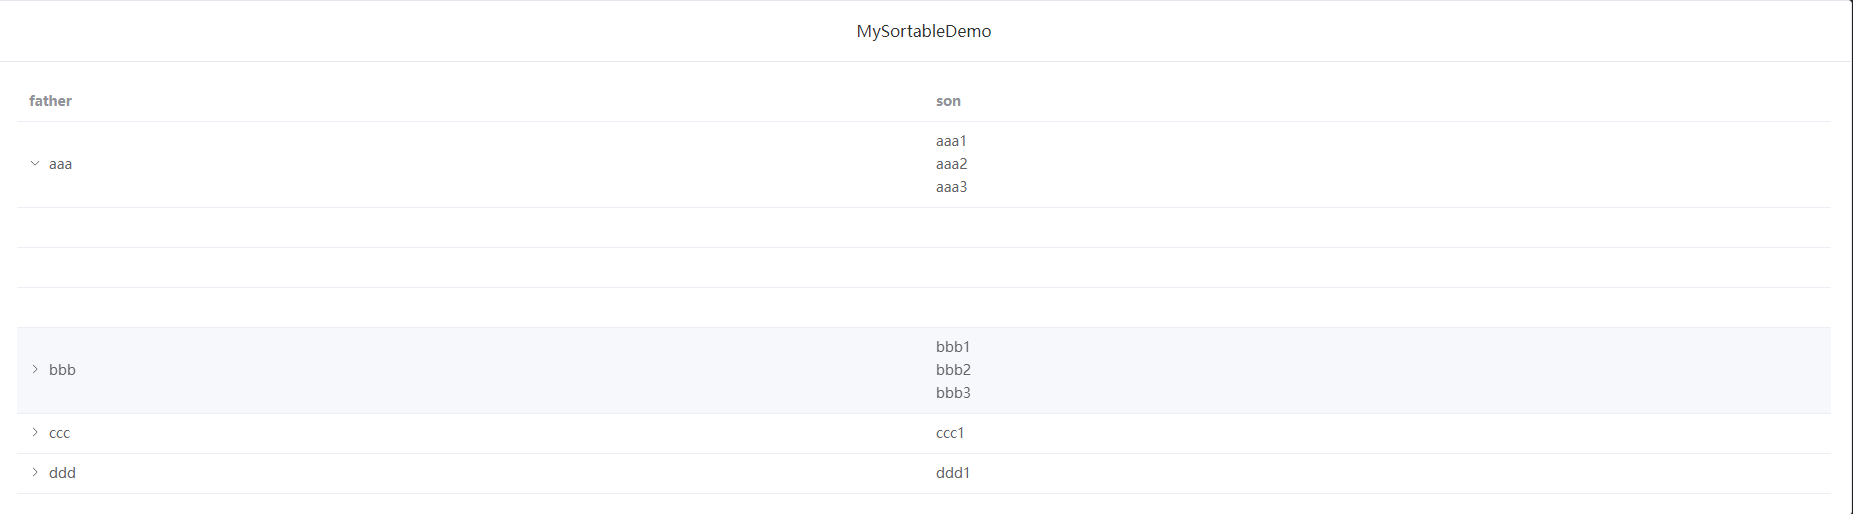 MySortableDemo
father son
aaa1
aaa aaa2
aaa3
bbb1
bbb bbb2
bbb3
ccc ccc1
ddd ddd1